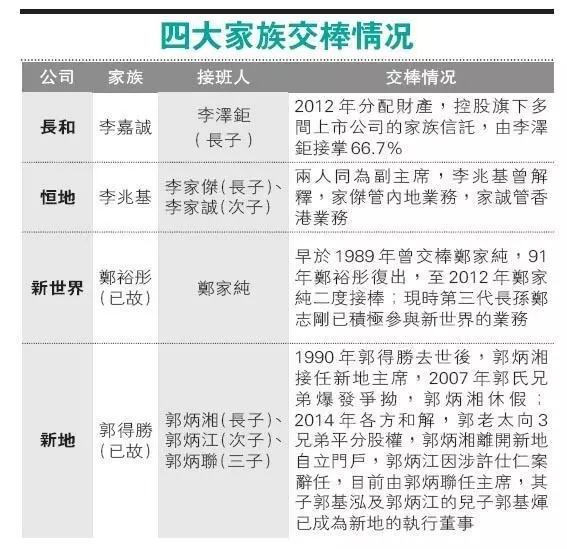 四大家族交棒情况
公司 家族 接班人 交棒情況
長和
李嘉誠
李澤鉅
(長子)
2012年分配財產，控股旗下多
間上市公司的家族信託，由李澤
鉅接掌66.7%
恒地
李兆基
李家傑(長子)、
李家誠(次子)
兩人同為副主席，李兆基曾解
釋，家傑管內地業務，家誠管香
港業務
新世界
鄭裕彤
(已故)
鄭家純
早於1989年曾交棒鄭家純，91
年鄭裕彤復出，至2012年鄭家
純二度接棒；現時第三代長孫鄭
志剛已積極參與新世界的業務
新地
郭得勝
(已故)
郭炳湘(長子)、
郭炳江(次子)、
郭炳聯(三子)
1990年郭得勝去世後，郭炳湘
接任新地主席，2007年郭氏兄
弟爆發爭拗，郭炳湘休假；
2014年各方和解，郭老太向3
兄弟平分股權，郭炳湘離開新地
自立門戶，郭炳江因涉許仕仁案
辭任，目前由郭炳聯任主席，其
子郭基泓及郭炳江的兒子郭基煇
已成為新地的執行董事